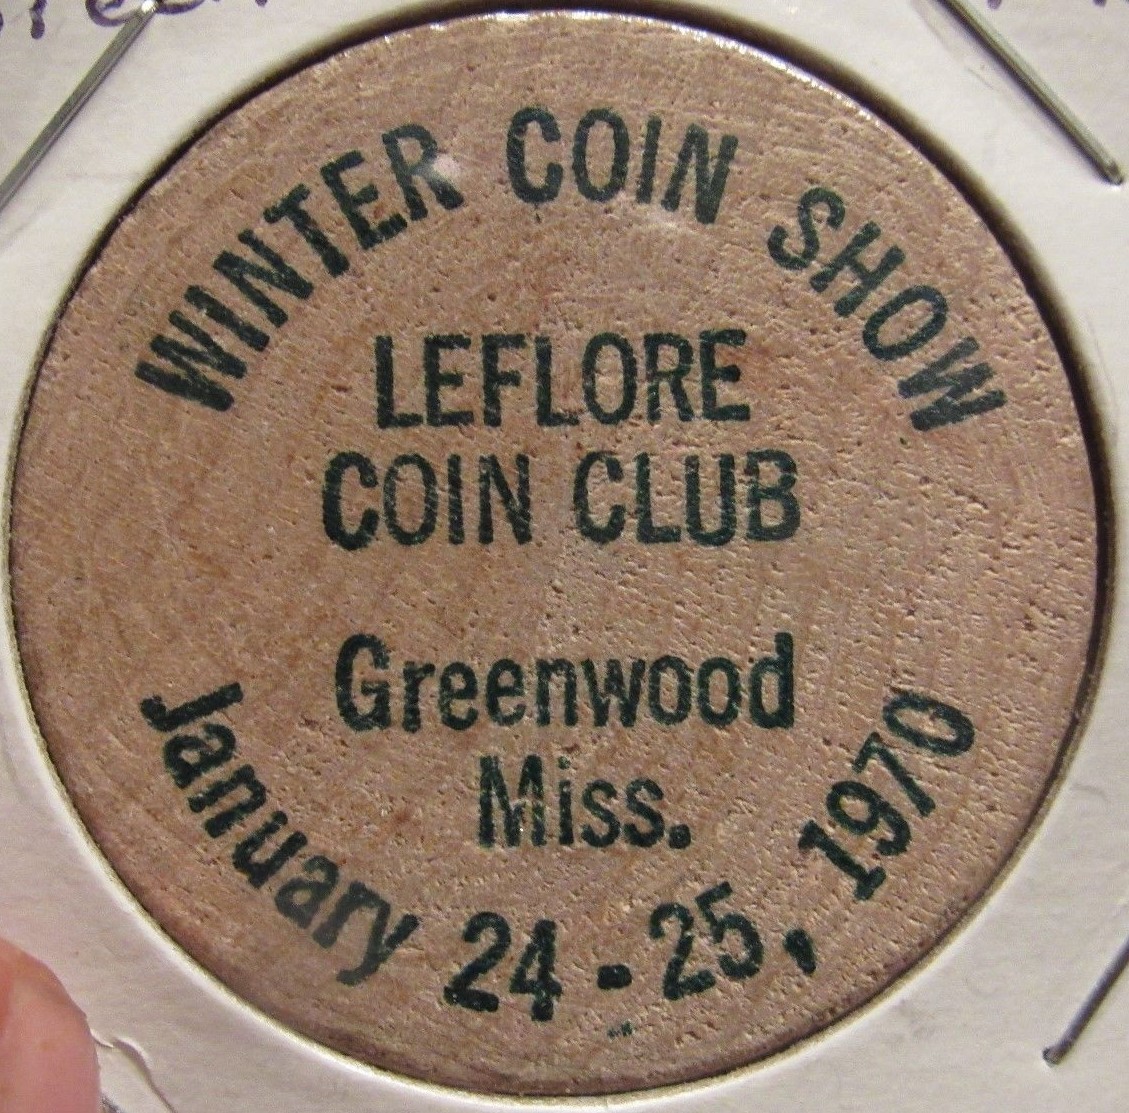 WINTER COIN SHOW
LEFLORE
COIN CLUB
Greenwood
Miss.
January 24-25, 1970